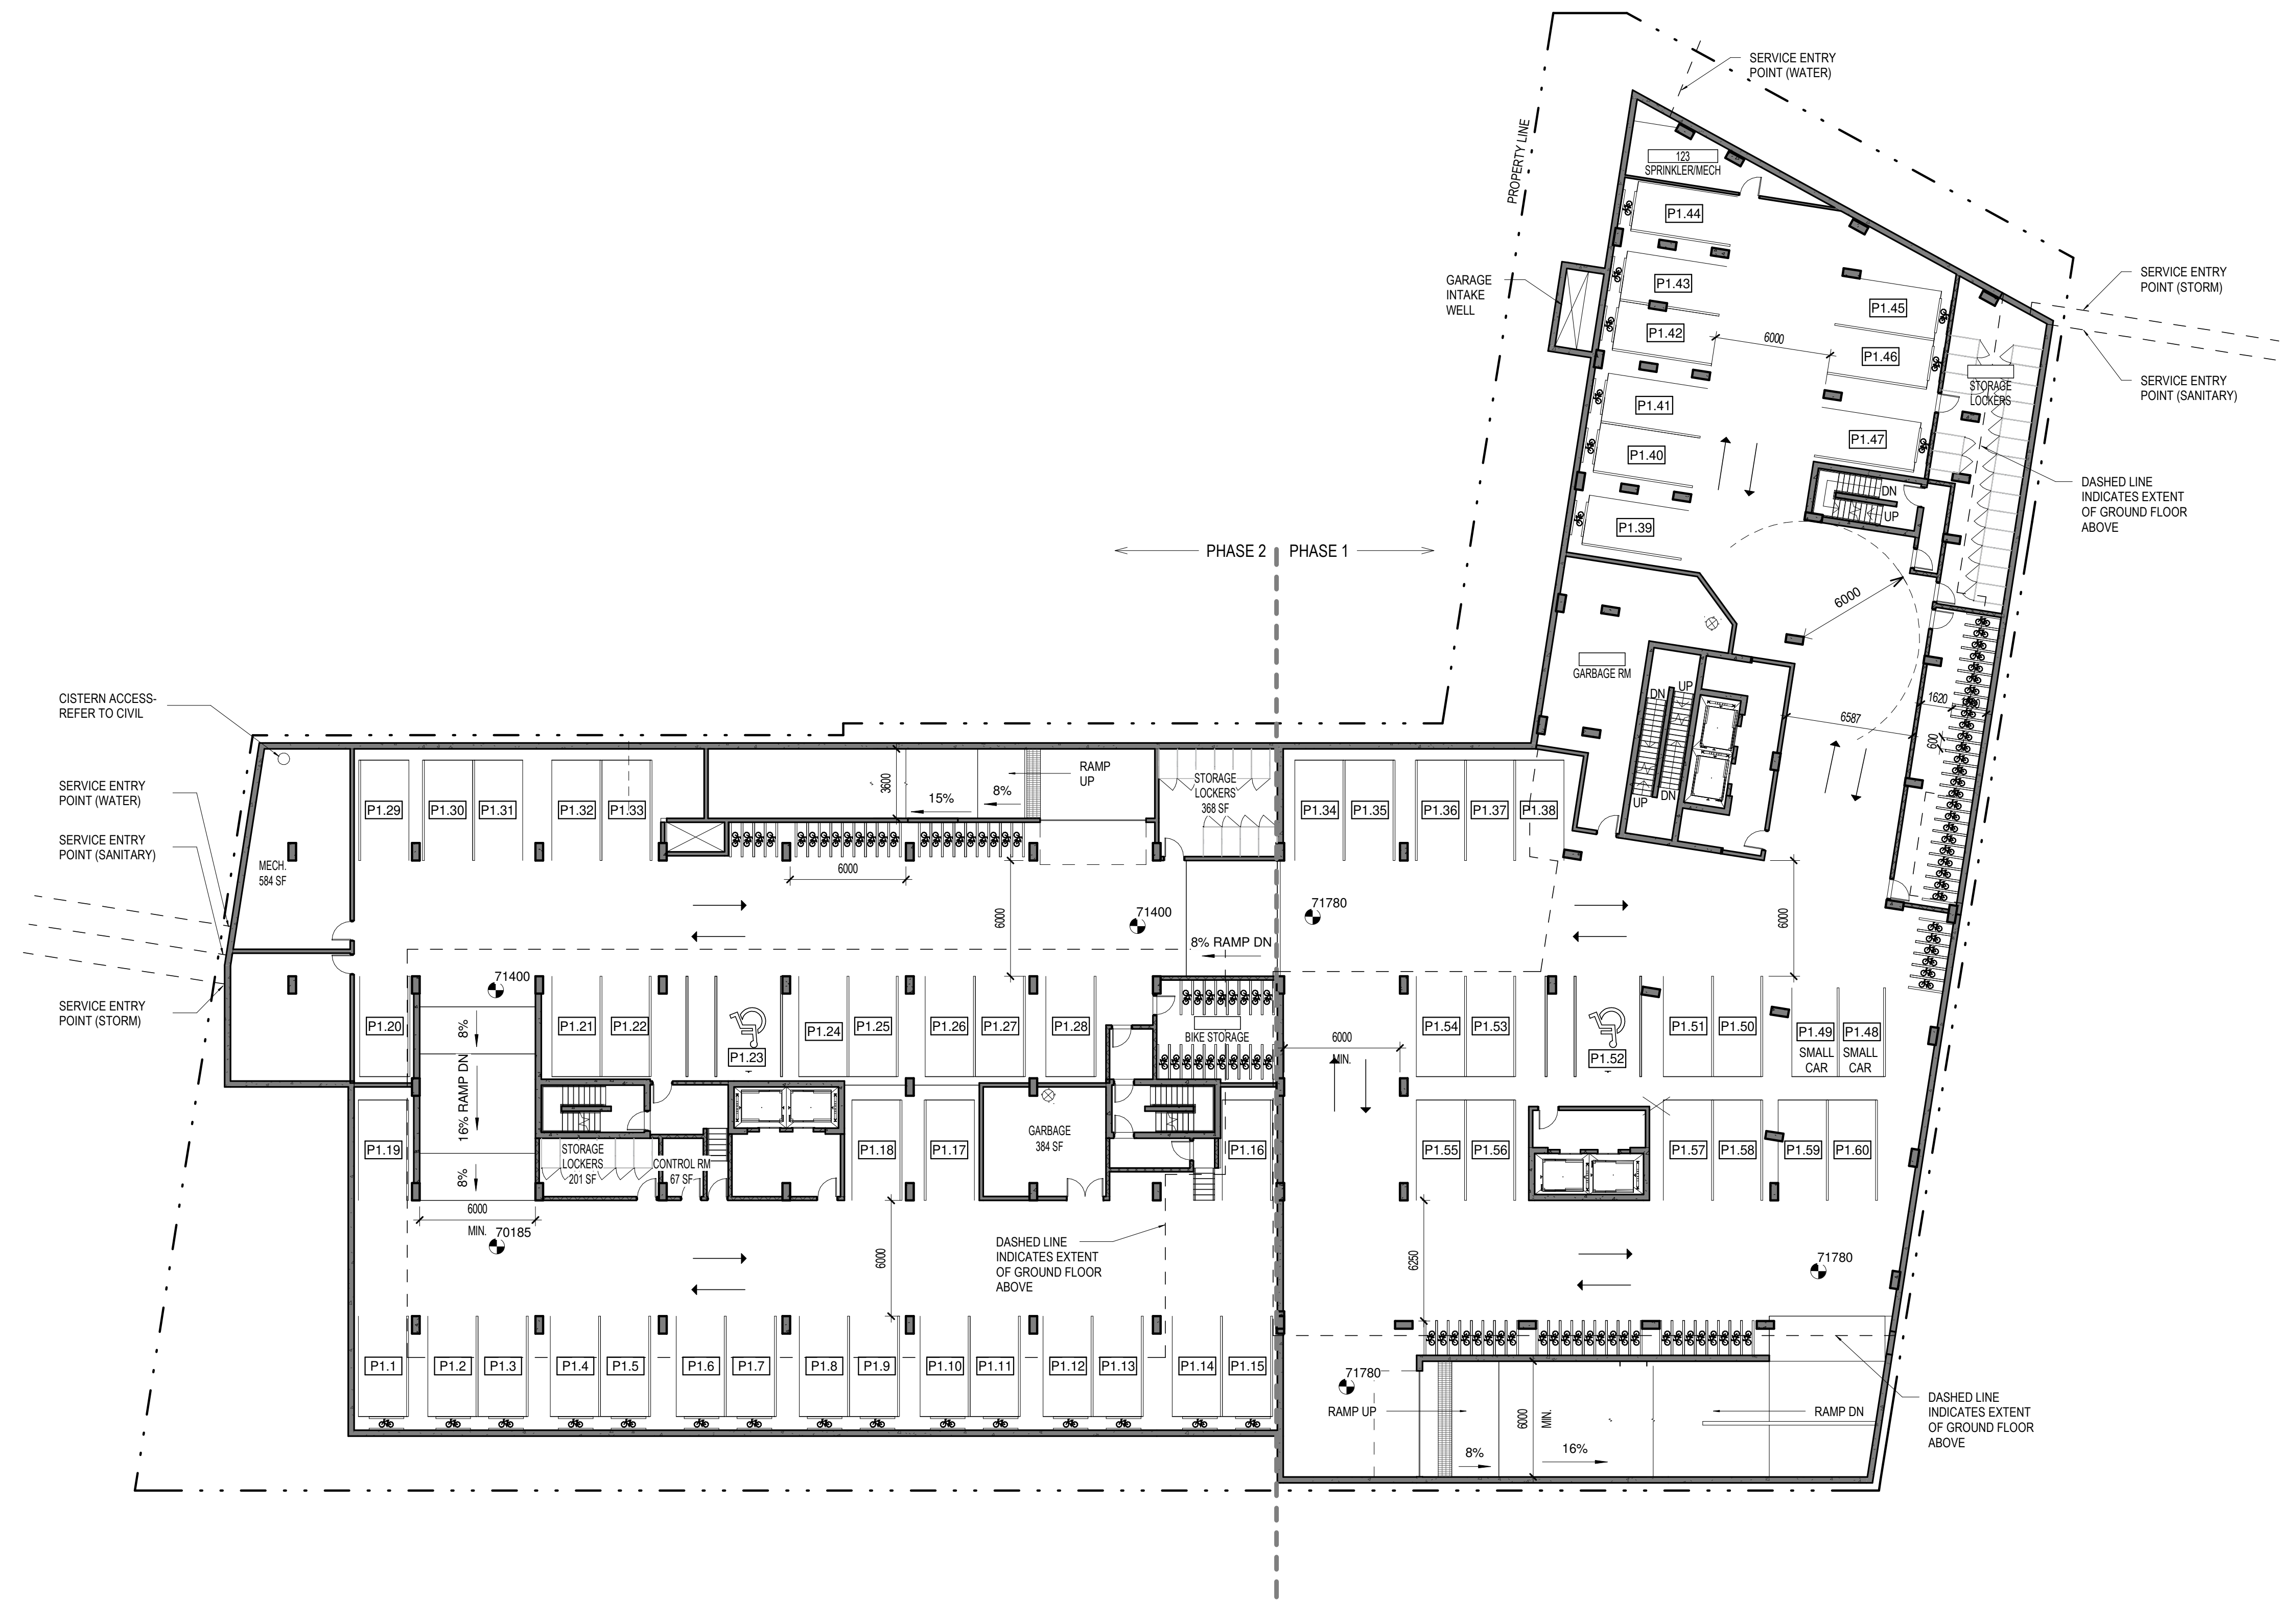 SERVICE ENTRY
POINT (WATER)
PROPERTY LINE
123
SPRINKLER/MECH
P1.44
GARAGE
INTAKE
WELL
P1.43
P1.42
P1.41
P1.40
P1.39
6000
P1.45
P1.46
P1.47
SERVICE ENTRY
POINT (STORM)
STORAGE
LOCKERS
SERVICE ENTRY
POINT (SANITARY)
DN
UP
DASHED LINE
INDICATES EXTENT
OF GROUND FLOOR
ABOVE
PHASE 2
PHASE 1
6000
GARBAGE RM
DN
UP
UP
DN
6587
1620
600
CISTERN ACCESS-
REFER TO CIVIL
SERVICE ENTRY
POINT (WATER)
SERVICE ENTRY
POINT (SANITARY)
SERVICE ENTRY
POINT (STORM)
MECH.
584 SF
P1.29
P1.30
P1.31
P1.32
P1.33
3600
15%
8%
RAMP
UP
STORAGE
LOCKERS
368 SF
P1.34
P1.35
P1.36
P1.37
P1.38
6000
6000
71400
71780
8% RAMP DN
6000
71400
P1.20
8%
16% RAMP DN
8%
P1.21
P1.22
P1.23
P1.24
P1.25
P1.26
P1.27
P1.28
BIKE STORAGE
6000
MIN.
P1.54
P1.53
P1.52
P1.51
P1.50
P1.49
SMALL
CAR
P1.48
SMALL
CAR
P1.19
STORAGE
LOCKERS
201 SF
CONTROL RM
67 SF
P1.18
P1.17
GARBAGE
384 SF
P1.16
P1.55
P1.56
P1.57
P1.58
P1.59
P1.60
6000
MIN.
70185
6000
DASHED LINE
INDICATES EXTENT
OF GROUND FLOOR
ABOVE
6250
71780
P1.1
P1.2
P1.3
P1.4
P1.5
P1.6
P1.7
P1.8
P1.9
P1.10
P1.11
P1.12
P1.13
P1.14
P1.15
71780
RAMP UP
8%
6000
MIN.
16%
RAMP DN
DASHED LINE
INDICATES EXTENT
OF GROUND FLOOR
ABOVE